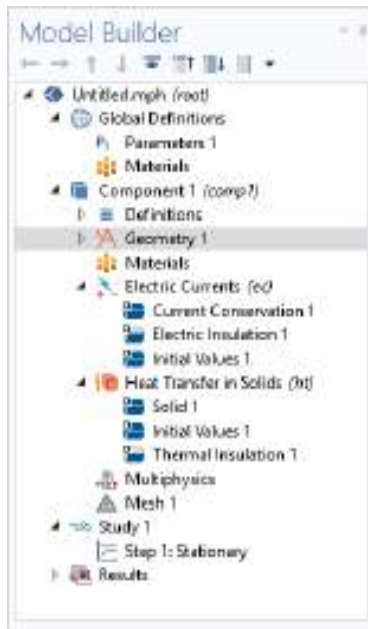 Model Builder
Untitled.mph (root)
Global Definitions
Pi Parameters 1
Materials
Component 1 (comp1)
Definitions
Geometry 1
Materials
Electric Currents (ec)
Current Conservation 1
Electric Insulation 1
Initial Values 1
Heat Transfer in Solids (ht)
Solid 1
Initial Values 1
Thermal Insulation 1
Multiphysics
Mesh 1
Study 1
Step 1: Stationary
Results